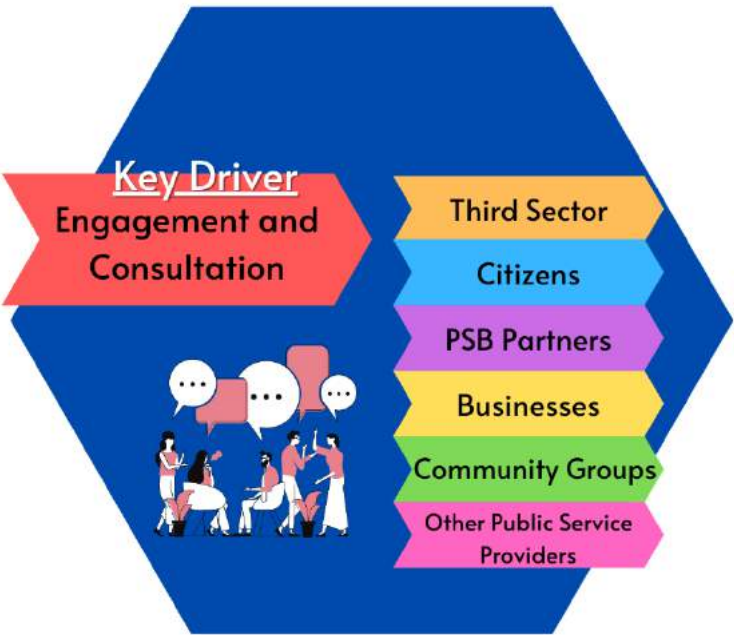 Key Driver
Engagement and
Consultation
Third Sector
Citizens
PSB Partners
Businesses
Community Groups
Other Public Service
Providers